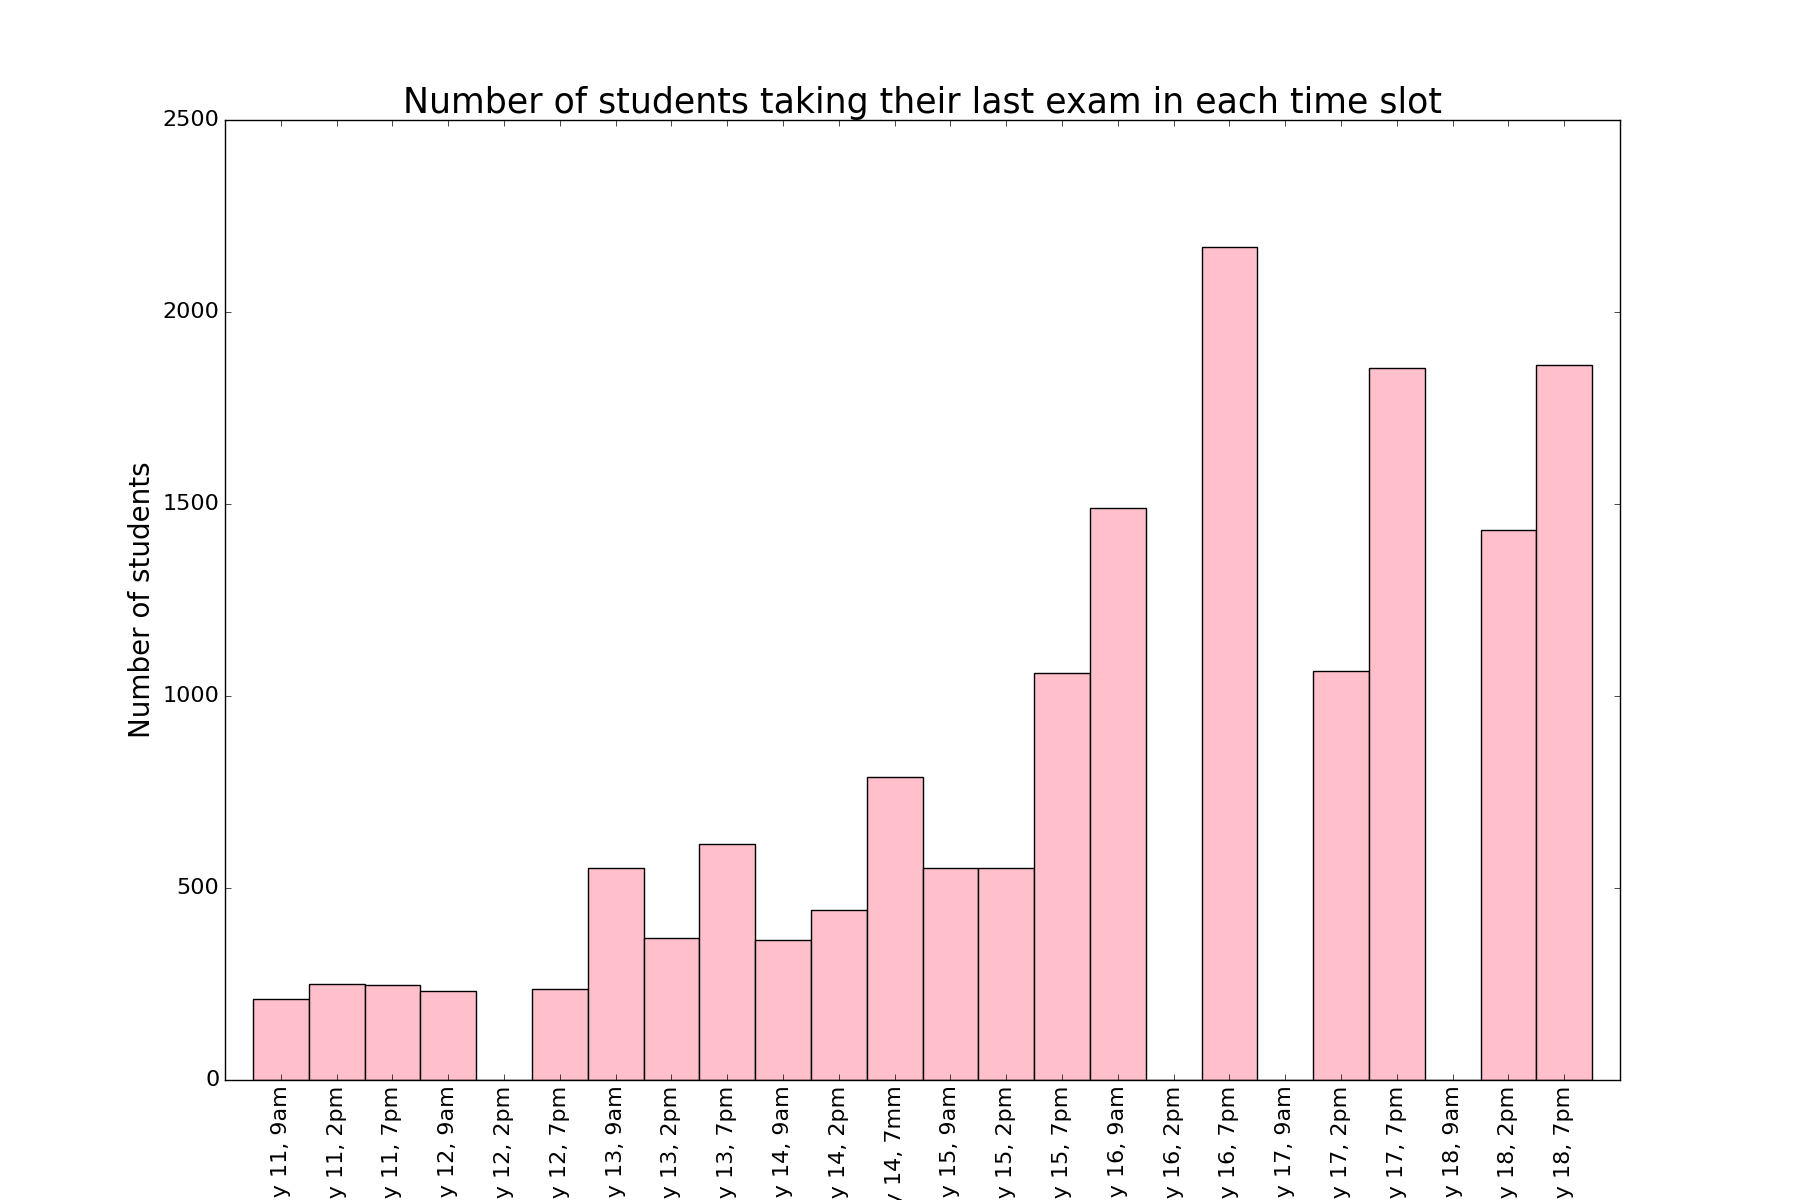 Number of students taking their last exam in each time slot
2500
2000
1500
1000
500
0
Number of students
y 11, 9am
y 11, 2pm
y 11, 7pm
y 12, 9am
y 12, 2pm
y 12, 7pm
y 13, 9am
y 13, 2pm
y 13, 7pm
y 14, 9am
y 14, 2pm
y 14, 7mm
y 15, 9am
y 15, 2pm
y 15, 7pm
y 16, 9am
y 16, 2pm
y 16, 7pm
y 17, 9am
y 17, 2pm
y 17, 7pm
y 18, 9am
y 18, 2pm
y 18, 7pm